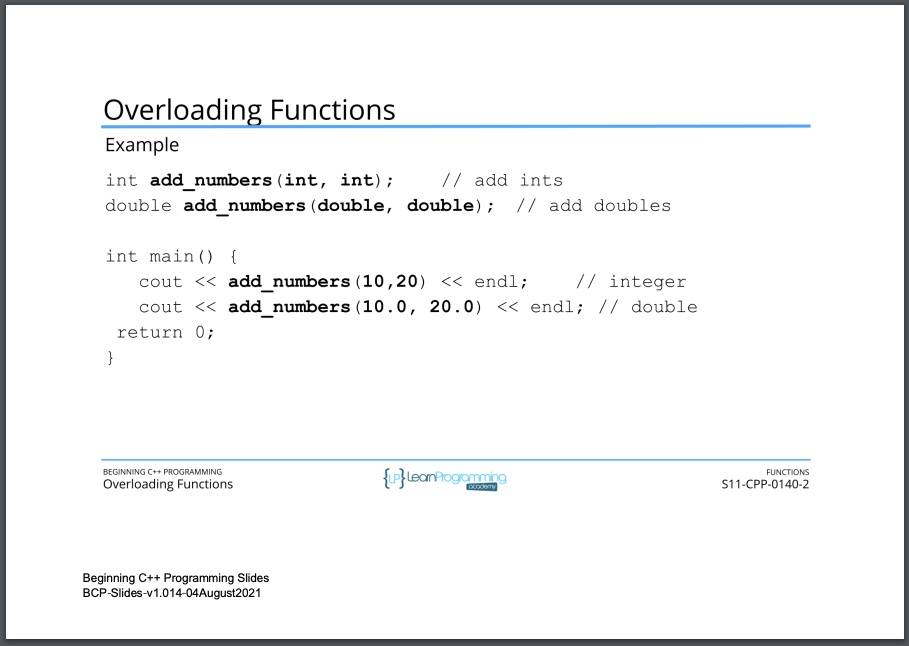 Overloading Functions
Example
int add_numbers(int, int);    // add ints
double add_numbers(double, double);  // add doubles
int main() {
   cout << add_numbers(10,20) << endl;    // integer
   cout << add_numbers(10.0, 20.0) << endl; // double
 return 0;
}
BEGINNING C++ PROGRAMMING
Overloading Functions
{LP} LearnProgramming
academy
FUNCTIONS
S11-CPP-0140-2
Beginning C++ Programming Slides
BCP-Slides-v1.014-04August2021